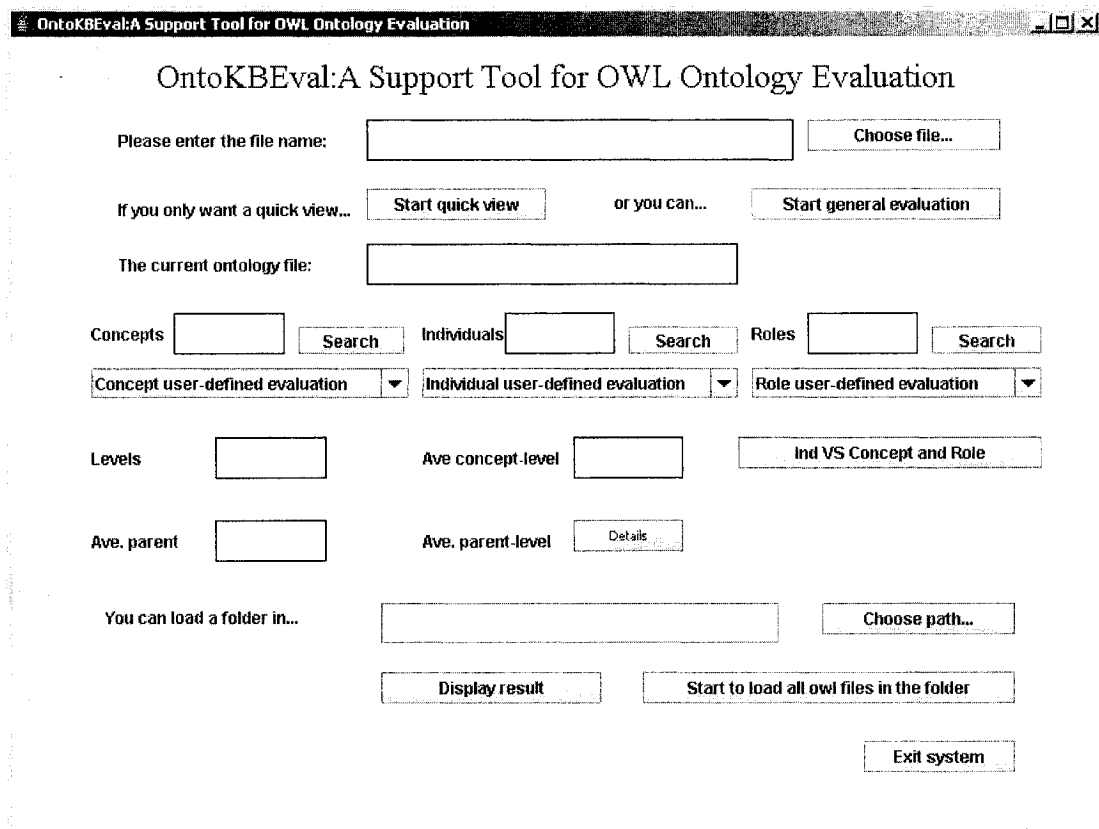 OntoKBEval:A Support Tool for OWL Ontology Evaluation
OntoKBEval:A Support Tool for OWL Ontology Evaluation
Please enter the file name:
Choose file...
If you only want a quick view...
Start quick view
or you can...
Start general evaluation
The current ontology file:
Concepts
Search
Individuals
Search
Roles
Search
Concept user-defined evaluation
Individual user-defined evaluation
Role user-defined evaluation
Levels
Ave concept-level
Ind VS Concept and Role
Ave. parent
Ave. parent-level
Details
You can load a folder in...
Choose path...
Display result
Start to load all owl files in the folder
Exit system